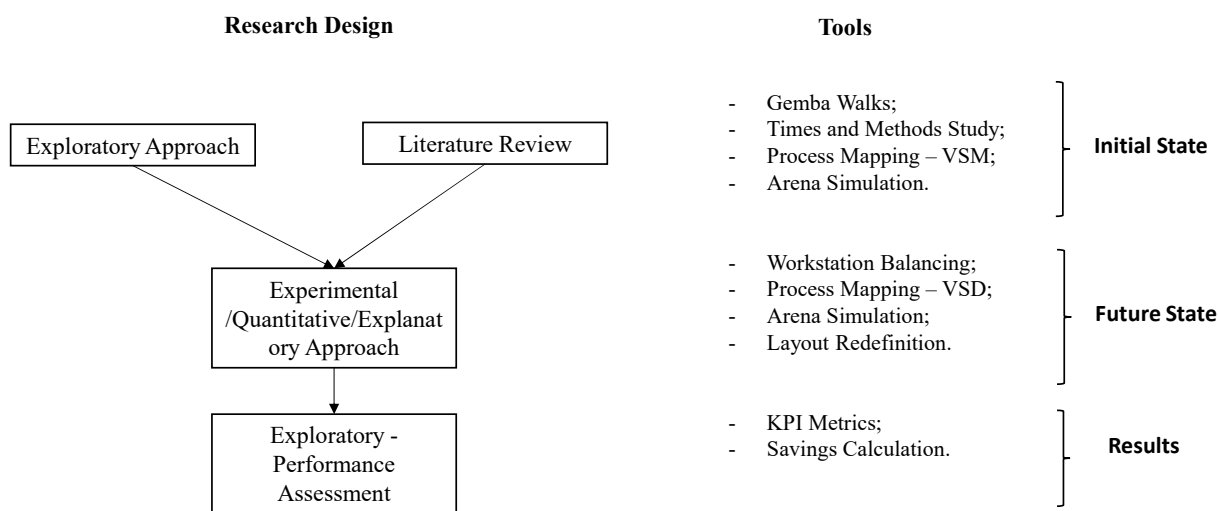 Research Design
Exploratory Approach
Literature Review
Experimental
/Quantitative/Explanat
ory Approach
Exploratory -
Performance
Assessment
Tools
- Gemba Walks;
- Times and Methods Study;
- Process Mapping – VSM;
- Arena Simulation.
Initial State
- Workstation Balancing;
- Process Mapping – VSD;
- Arena Simulation;
- Layout Redefinition.
Future State
- KPI Metrics;
- Savings Calculation.
Results